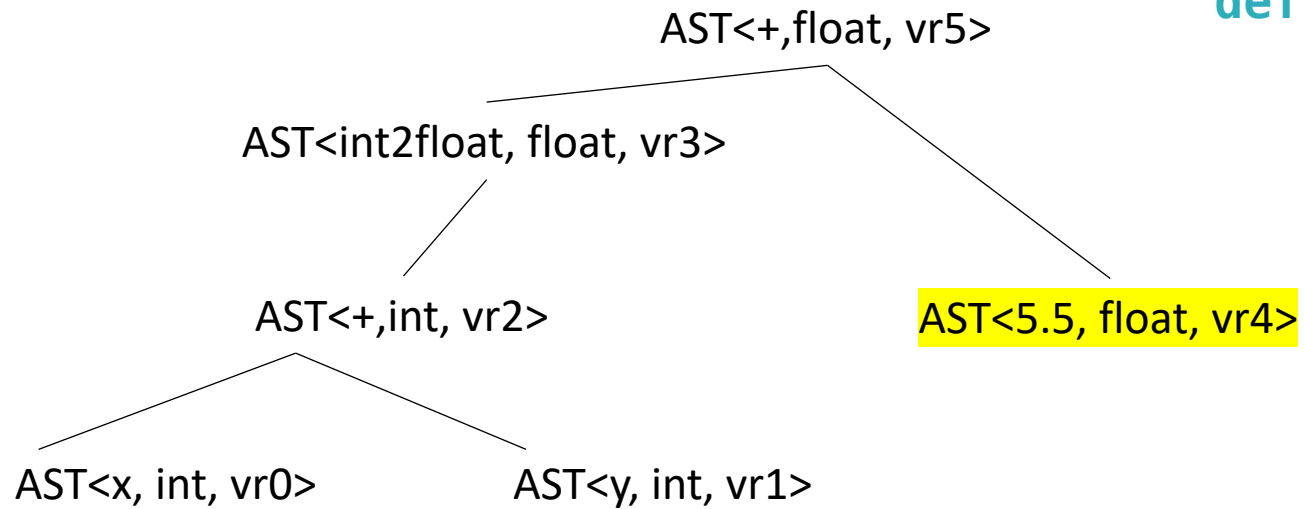 AST<+,float, vr5>
AST<int2float, float, vr3>
AST<+,int, vr2>
AST<5.5, float, vr4>
AST<x, int, vr0>
AST<y, int, vr1>